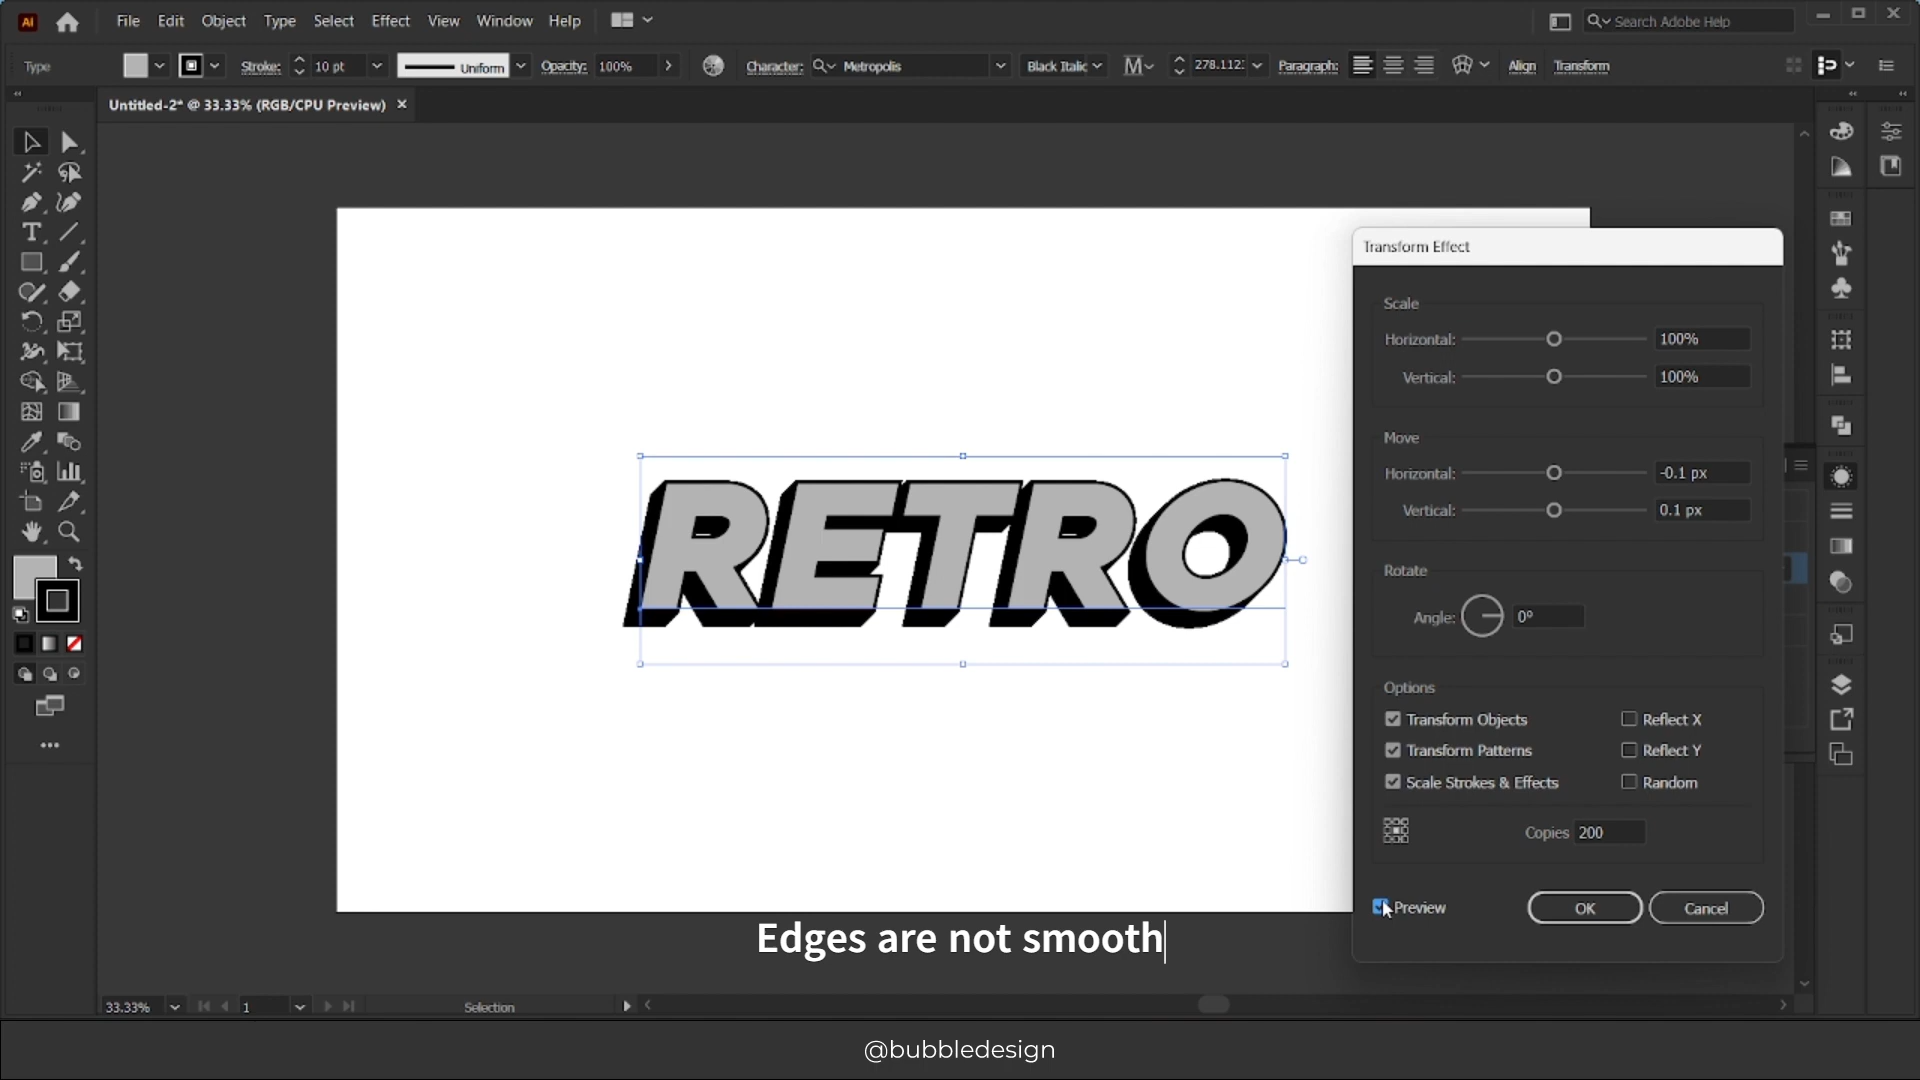 Ai
File Edit Object Type Select Effect View Window Help
Search Adobe Help
Type
Stroke: 10 pt
Uniform
Opacity: 100%
Character: Metropolis
Black Italic
278.112:
Paragraph:
Align
Transform
Untitled-2* @ 33.33% (RGB/CPU Preview)
RETRO
Transform Effect
Scale
Horizontal: 100%
Vertical: 100%
Move
Horizontal: -0.1 px
Vertical: 0.1 px
Rotate
Angle: 0°
Options
Transform Objects
Reflect X
Transform Patterns
Reflect Y
Scale Strokes & Effects
Random
Copies 200
Preview
OK
Cancel
Edges are not smooth
33.33%
1
Selection
@bubbledesign